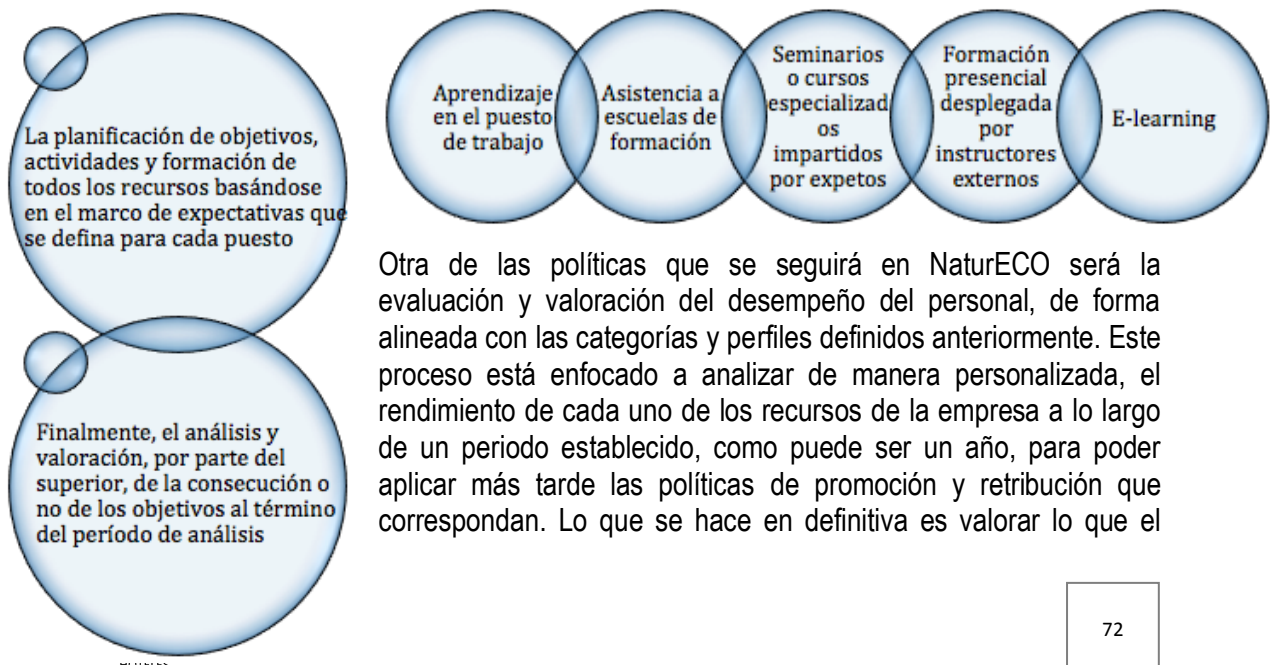 La planificación de objetivos,
actividades y formación de
todos los recursos basándose
en el marco de expectativas que
se defina para cada puesto
Finalmente, el análisis y
valoración, por parte del
superior, de la consecución o
no de los objetivos al término
del período de análisis
Aprendizaje
en el puesto
de trabajo
Asistencia a
escuelas de
formación
Seminarios
o cursos
especializad
os
impartidos
por expetos
Formación
presencial
desplegada
por
instructores
externos
E-learning
Otra de las políticas que se seguirá en NaturECO será la
evaluación y valoración del desempeño del personal, de forma
alineada con las categorías y perfiles definidos anteriormente. Este
proceso está enfocado a analizar de manera personalizada, el
rendimiento de cada uno de los recursos de la empresa a lo largo
de un periodo establecido, como puede ser un año, para poder
aplicar más tarde las políticas de promoción y retribución que
correspondan. Lo que se hace en definitiva es valorar lo que el
72